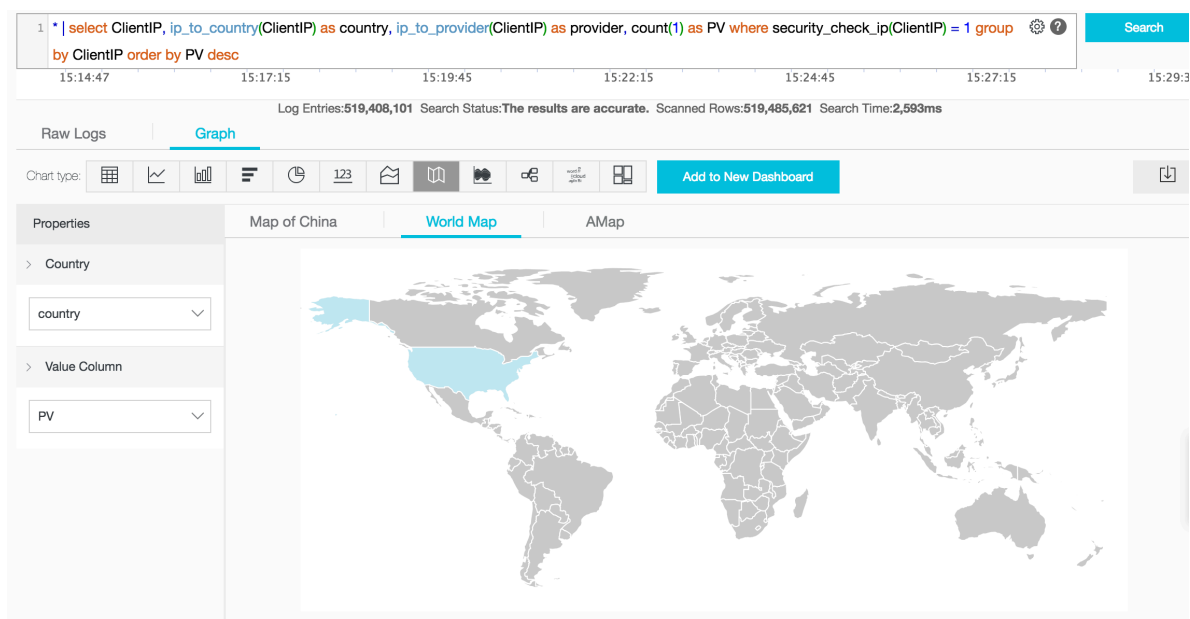 1 * | select ClientIP, ip_to_country(ClientIP) as country, ip_to_provider(ClientIP) as provider, count(1) as PV where security_check_ip(ClientIP) = 1 group
by ClientIP order by PV desc
Search
15:14:47 15:17:15 15:19:45 15:22:15 15:24:45 15:27:15 15:29:3
Log Entries:519,408,101 Search Status:The results are accurate. Scanned Rows:519,485,621 Search Time:2,593ms
Raw Logs Graph
Chart type: 123 Add to New Dashboard
Properties Map of China World Map AMap
Country
country
Value Column
PV